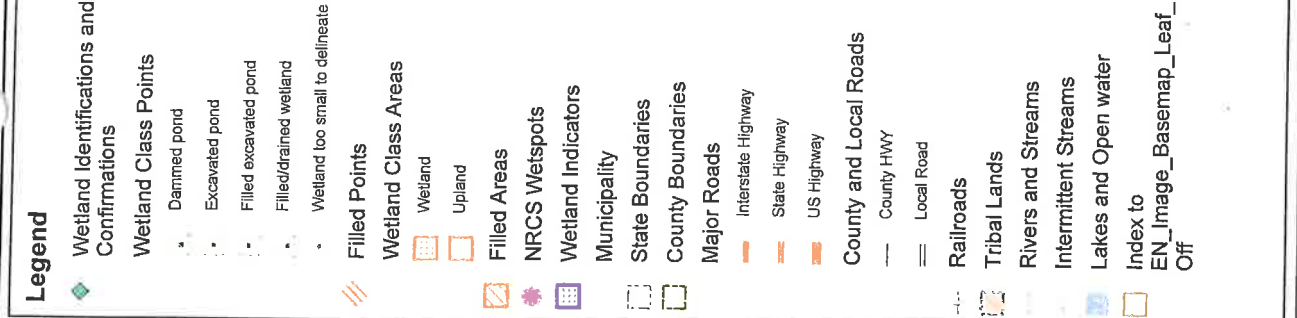 Legend
Wetland Identifications and
Confirmations
Wetland Class Points
Dammed pond
Excavated pond
Filled excavated pond
Filled/drained wetland
Wetland too small to delineate
Filled Points
Wetland Class Areas
Wetland
Upland
Filled Areas
NRCS Wetspots
Wetland Indicators
Municipality
State Boundaries
County Boundaries
Major Roads
Interstate Highway
State Highway
US Highway
County and Local Roads
County HWY
Local Road
Railroads
Tribal Lands
Rivers and Streams
Intermittent Streams
Lakes and Open water
Index to
EN_Image_Basemap_Leaf_
Off